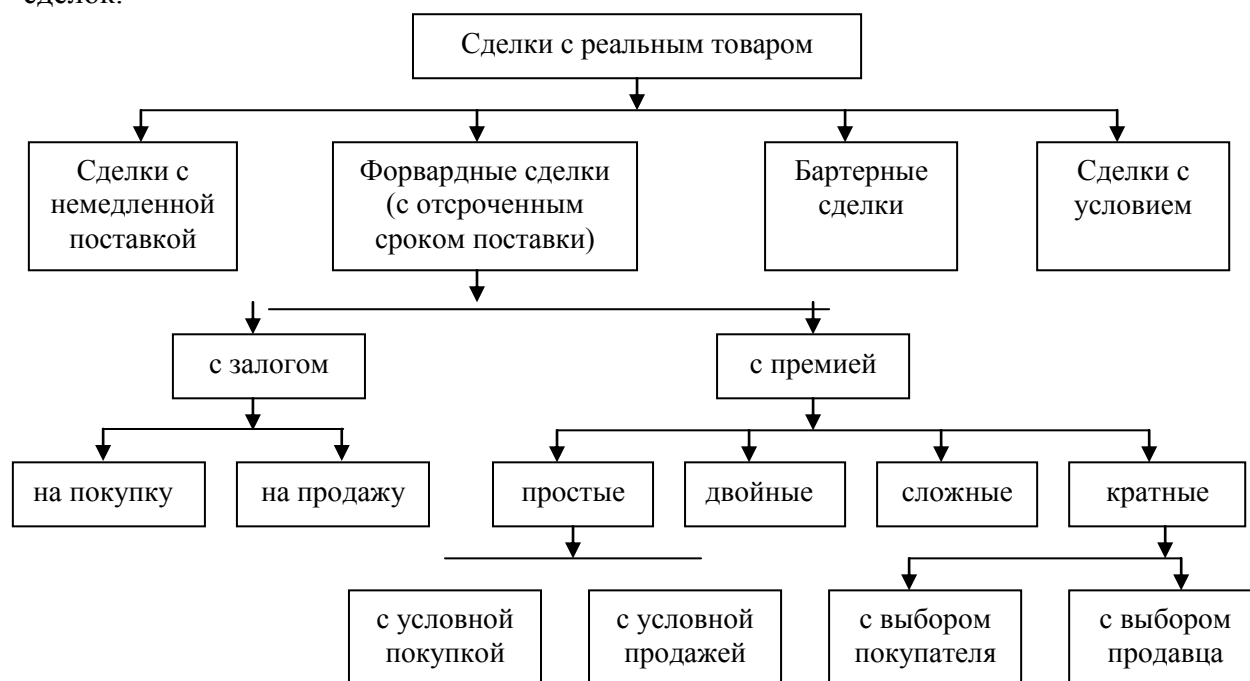 сделок.
Сделки с реальным товаром
Сделки с
немедленной
поставкой
Форвардные сделки
(с отсроченным
сроком поставки)
Бартерные
сделки
Сделки с
условием
с залогом
с премией
на покупку
на продажу
простые
двойные
сложные
кратные
с условной
покупкой
с условной
продажей
с выбором
покупателя
с выбором
продавца